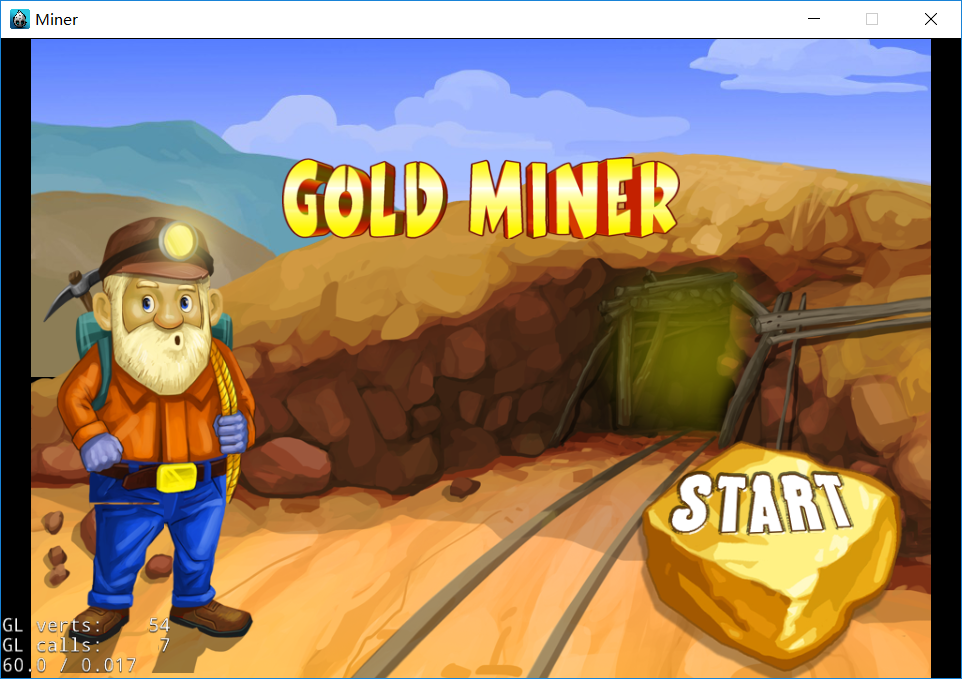 Miner
GOLD MINER
START
GL verts: 54
GL calls: 7
60.0 / 0.017